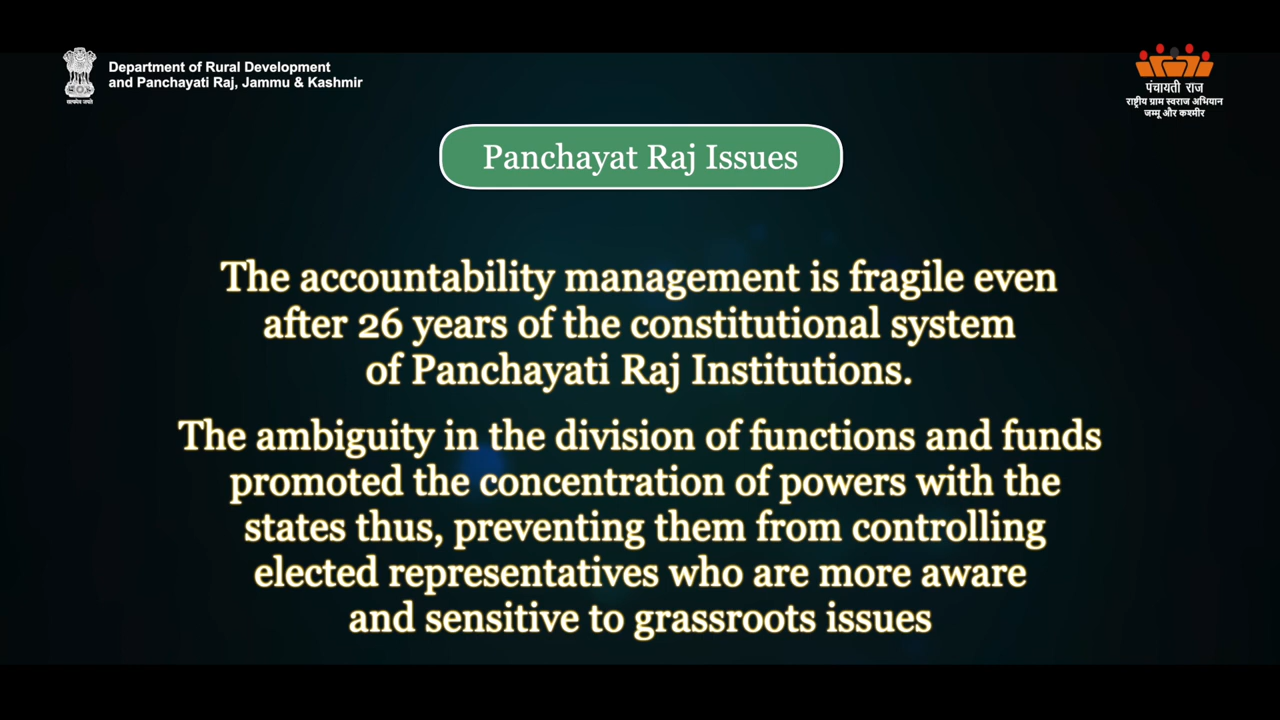 Department of Rural Development
and Panchayati Raj, Jammu & Kashmir
सत्यमेव जयते
पंचायती राज
राष्ट्रीय ग्राम स्वराज अभियान
जम्मू और कश्मीर
Panchayat Raj Issues
The accountability management is fragile even
after 26 years of the constitutional system
of Panchayati Raj Institutions.
The ambiguity in the division of functions and funds
promoted the concentration of powers with the
states thus, preventing them from controlling
elected representatives who are more aware
and sensitive to grassroots issues